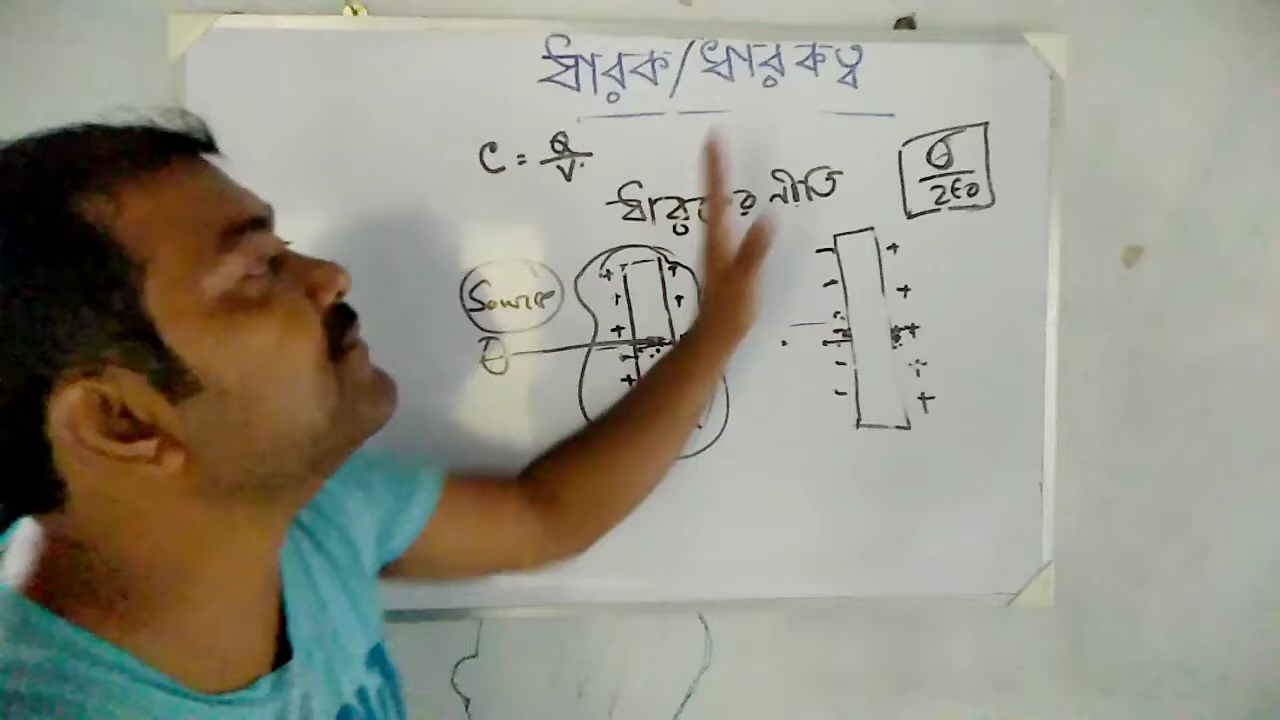 ধারক/ধারকত্ব
C = Q/V
σ/2ε₀
ধারকের নীতি
Source